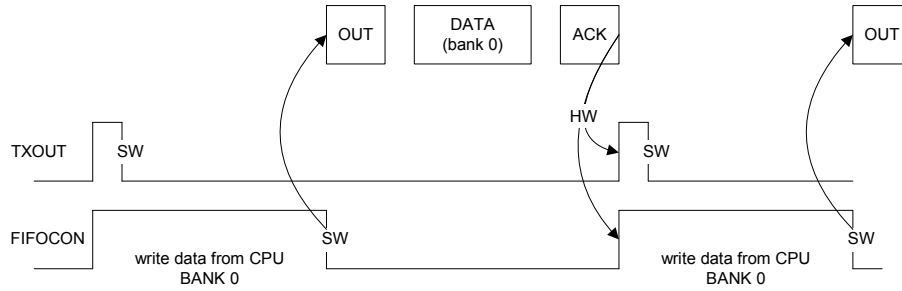 OUT
DATA
(bank 0)
ACK
OUT
HW
TXOUT
SW
SW
FIFOCON
SW
SW
write data from CPU
BANK 0
write data from CPU
BANK 0